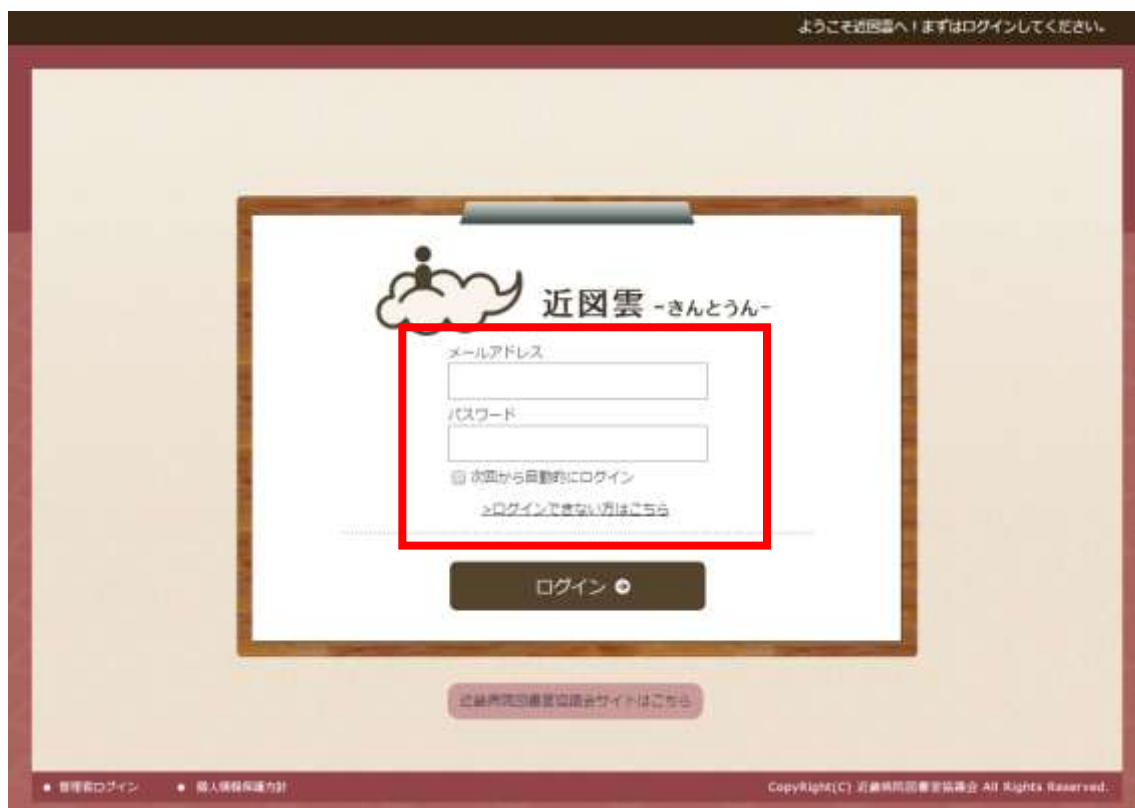 ようこそ近図雲へ！まずはログインしてください。
近図雲 -きんとうん-
メールアドレス
パスワード
次回から自動的にログイン
>ログインできない方はこちら
ログイン
近畿病院図書室協議会サイトはこちら
管理者ログイン
個人情報保護方針
CopyRight(C) 近畿病院図書室協議会 All Rights Reserved.